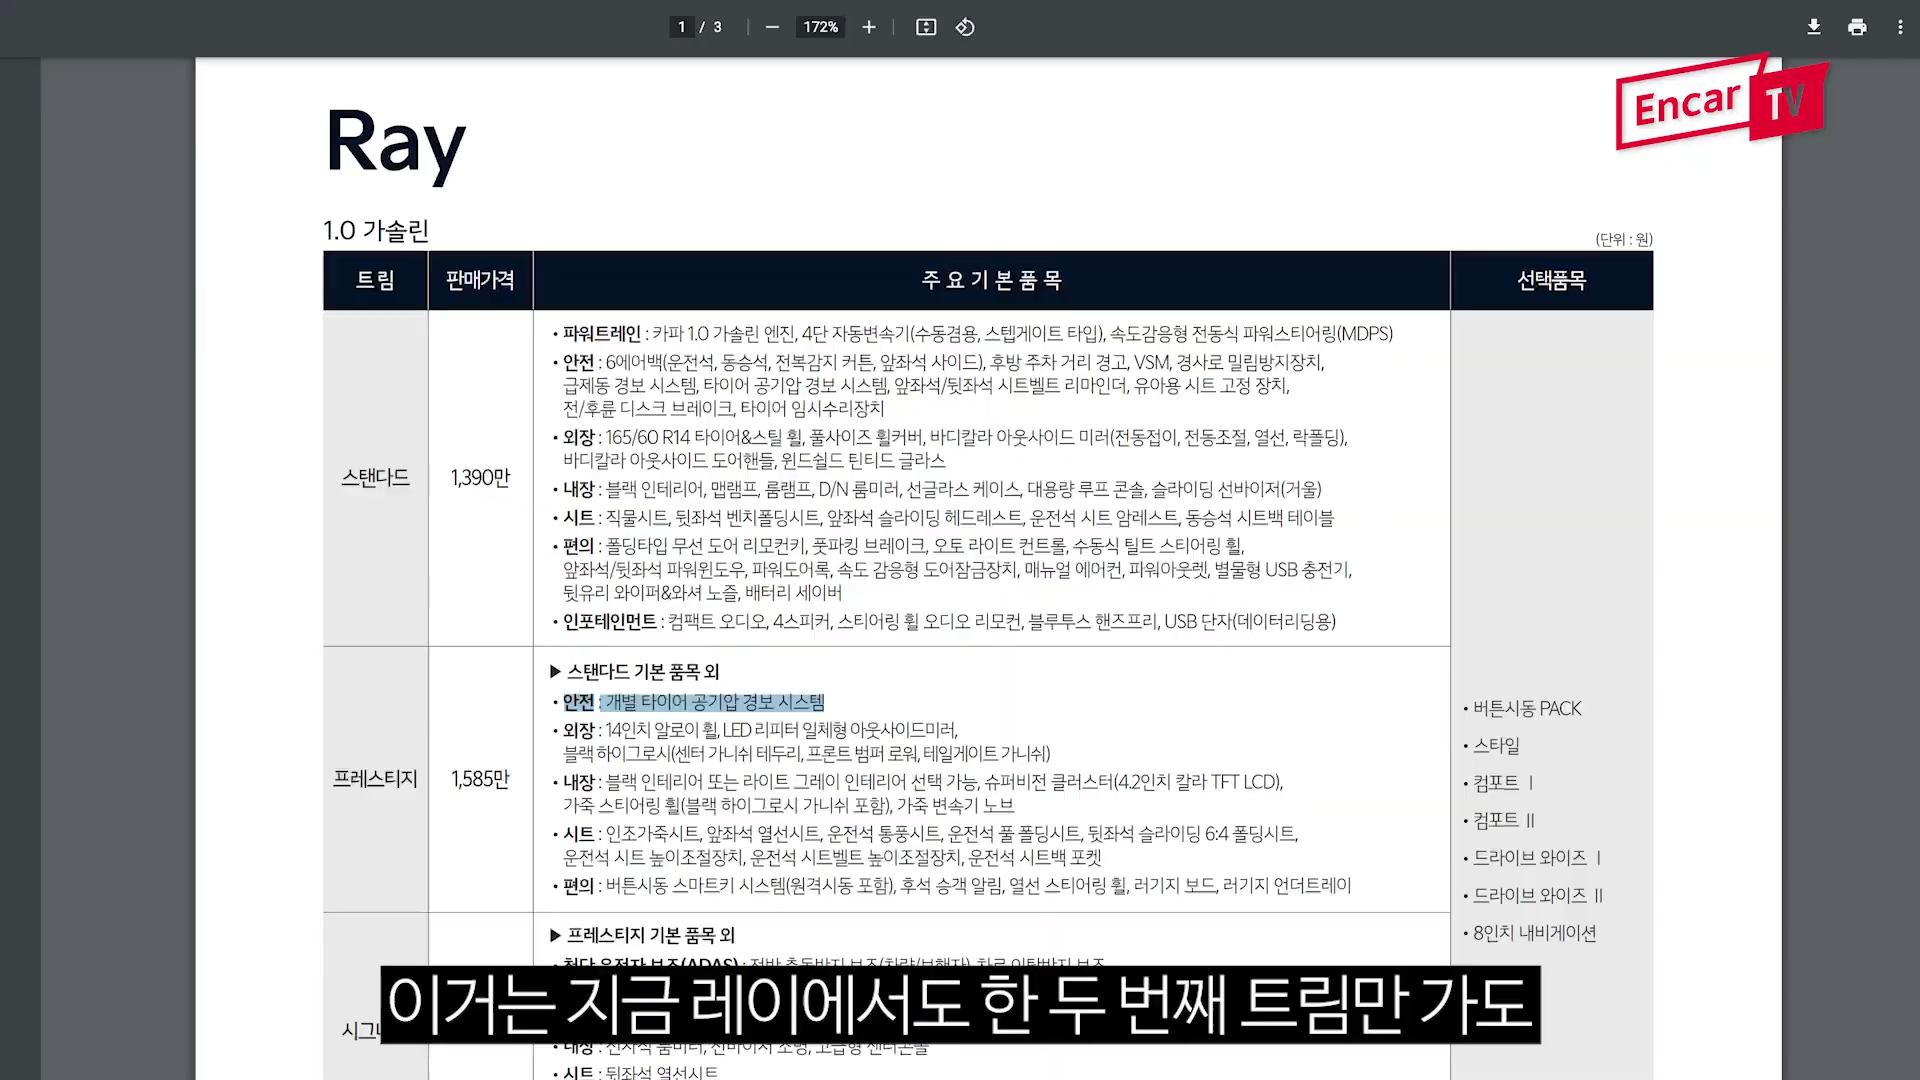 1 / 3
172%
Encar TV
Ray
1.0 가솔린
(단위 : 원)
트림 판매가격 주요기본품목 선택품목
스탠다드
1,390만
• 파워트레인 : 카파 1.0 가솔린 엔진, 4단 자동변속기(수동겸용, 스텝게이트 타입), 속도감응형 전동식 파워스티어링(MDPS)
• 안전 : 6에어백(운전석, 동승석, 전복감지 커튼, 앞좌석 사이드), 후방 주차 거리 경고, VSM, 경사로 밀림방지장치,
급제동 경보 시스템, 타이어 공기압 경보 시스템, 앞좌석/뒷좌석 시트벨트 리마인더, 유아용 시트 고정 장치,
전/후륜 디스크 브레이크, 타이어 임시수리장치
• 외장 : 165/60 R14 타이어&스틸 휠, 풀사이즈 휠커버, 바디칼라 아웃사이드 미러(전동접이, 전동조절, 열선, 락폴딩),
바디칼라 아웃사이드 도어핸들, 윈드쉴드 틴티드 글라스
• 내장 : 블랙 인테리어, 맵램프, 룸램프, D/N 룸미러, 선글라스 케이스, 대용량 루프 콘솔, 슬라이딩 선바이저(거울)
• 시트 : 직물시트, 뒷좌석 벤치폴딩시트, 앞좌석 슬라이딩 헤드레스트, 운전석 시트 암레스트, 동승석 시트백 테이블
• 편의 : 폴딩타입 무선 도어 리모컨키, 풋파킹 브레이크, 오토 라이트 컨트롤, 수동식 틸트 스티어링 휠,
앞좌석/뒷좌석 파워윈도우, 파워도어록, 속도 감응형 도어잠금장치, 매뉴얼 에어컨, 파워아웃렛, 별물형 USB 충전기,
뒷유리 와이퍼&와셔 노즐, 배터리 세이버
• 인포테인먼트 : 컴팩트 오디오, 4스피커, 스티어링 휠 오디오 리모컨, 블루투스 핸즈프리, USB 단자(데이터리딩용)
프레스티지
1,585만
▶ 스탠다드 기본 품목 외
• 안전 : 개별 타이어 공기압 경보 시스템
• 외장 : 14인치 알로이 휠, LED 리피터 일체형 아웃사이드미러,
블랙 하이그로시(센터 가니쉬 테두리, 프론트 범퍼 로워, 테일게이트 가니쉬)
• 내장 : 블랙 인테리어 또는 라이트 그레이 인테리어 선택 가능, 슈퍼비전 클러스터(4.2인치 칼라 TFT LCD),
가죽 스티어링 휠(블랙 하이그로시 가니쉬 포함), 가죽 변속기 노브
• 시트 : 인조가죽시트, 앞좌석 열선시트, 운전석 통풍시트, 운전석 풀 폴딩시트, 뒷좌석 슬라이딩 6:4 폴딩시트,
운전석 시트 높이조절장치, 운전석 시트벨트 높이조절장치, 운전석 시트백 포켓
• 편의 : 버튼시동 스마트키 시스템(원격시동 포함), 후석 승객 알림, 열선 스티어링 휠, 러기지 보드, 러기지 언더트레이
• 버튼시동 PACK
• 스타일
• 컴포트 Ⅰ
• 컴포트 Ⅱ
• 드라이브 와이즈 Ⅰ
• 드라이브 와이즈 Ⅱ
• 8인치 내비게이션
▶ 프레스티지 기본 품목 외
이거는 지금 레이에서도 한 두 번째 트림만 가도
• 시트 : 뒷좌석 열선시트